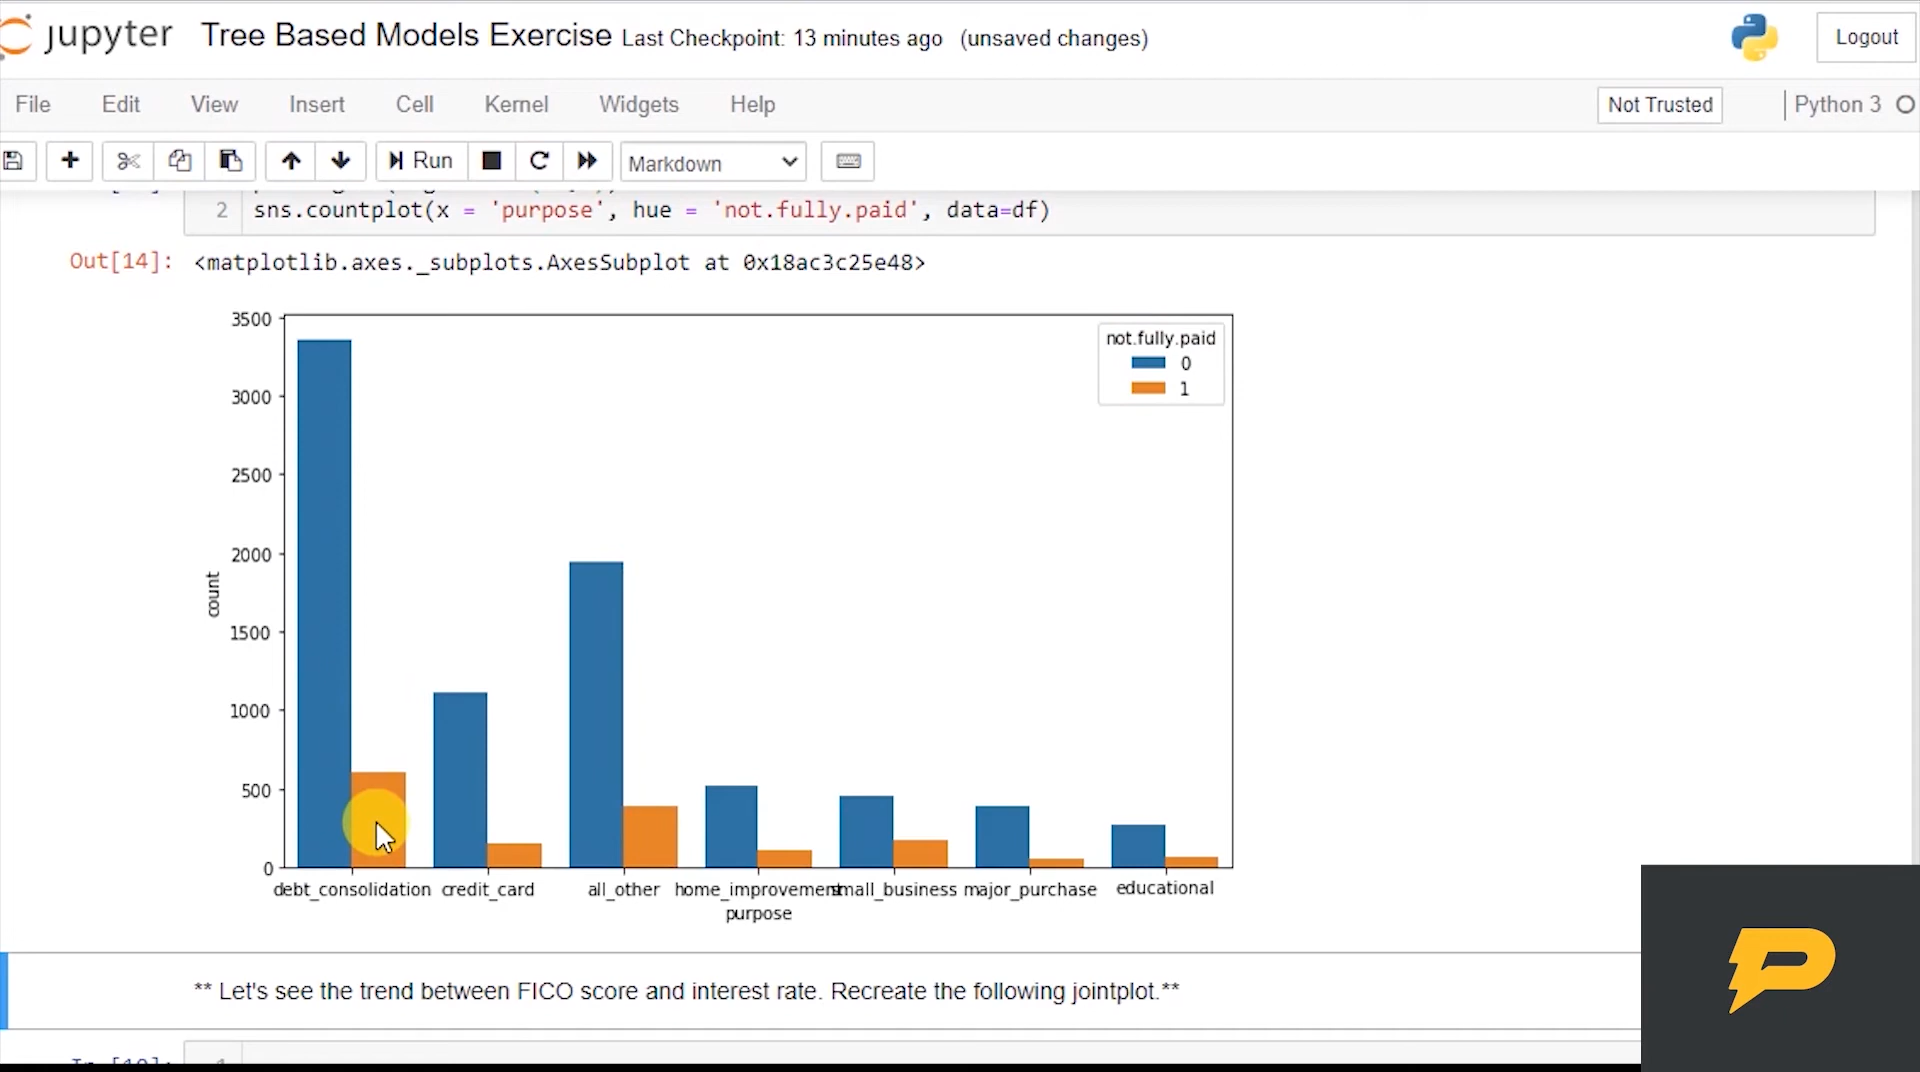 jupyter Tree Based Models Exercise Last Checkpoint: 13 minutes ago (unsaved changes) Logout
File Edit View Insert Cell Kernel Widgets Help Not Trusted Python 3
Run Markdown
2 sns.countplot(x = 'purpose', hue = 'not.fully.paid', data=df)
Out[14]: <matplotlib.axes._subplots.AxesSubplot at 0x18ac3c25e48>
not.fully.paid
0
1
3500
3000
2500
2000
1500
1000
500
0
count
debt_consolidation credit_card all_other home_improvement small_business major_purchase educational
purpose
** Let's see the trend between FICO score and interest rate. Recreate the following jointplot.**